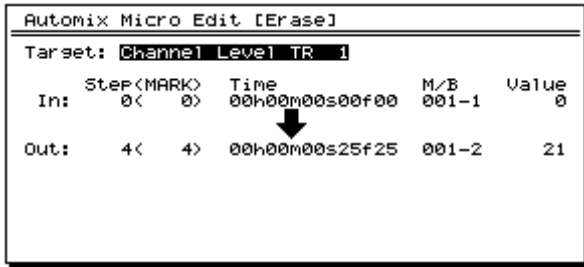 Automix Micro Edit [Erase]
Target: Channel Level TR 1
Step(MARK) Time M/B Value
In: 0( 0) 00h00m00s00f00 001-1 0
Out: 4( 4) 00h00m00s25f25 001-2 21